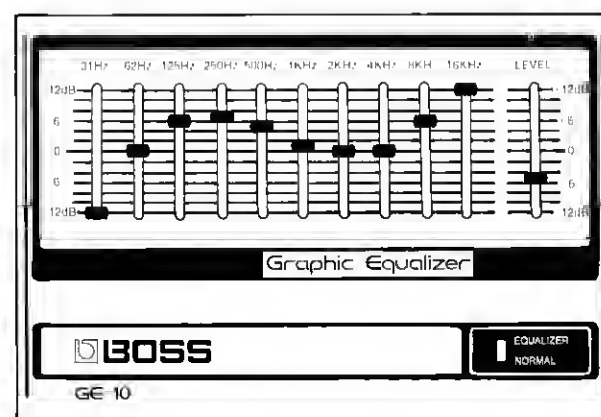 31Hz 62Hz 125Hz 250Hz 500Hz 1KHz 2KHz 4KHz 8KH 16KHz LEVEL
12dB 12dB
6 6
0 0
6 6
12dB 12dB
Graphic Equalizer
BOSS
EQUALIZER
NORMAL
GE-10